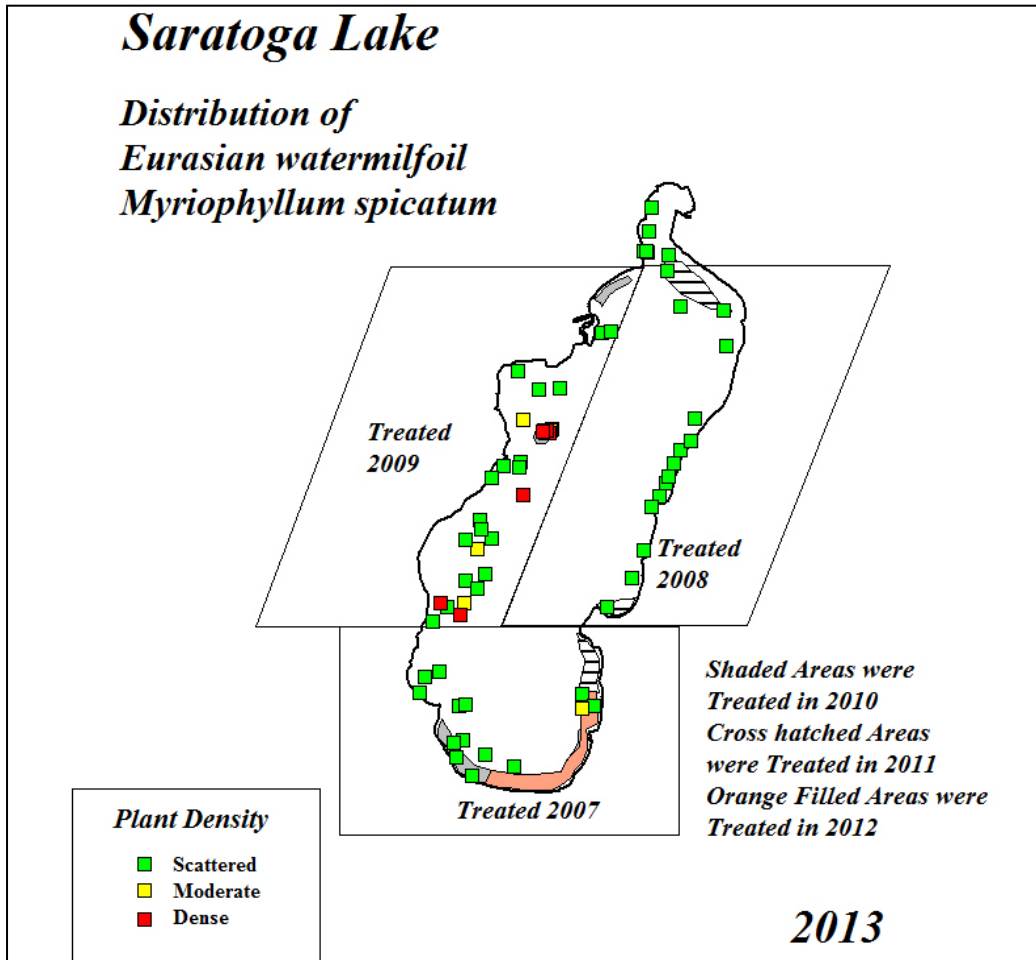 Saratoga Lake
Distribution of
Eurasian watermilfoil
Myriophyllum spicatum
Treated
2009
Treated
2008
Shaded Areas were
Treated in 2010
Cross hatched Areas
were Treated in 2011
Orange Filled Areas were
Treated in 2012
Treated 2007
Plant Density
Scattered
Moderate
Dense
2013